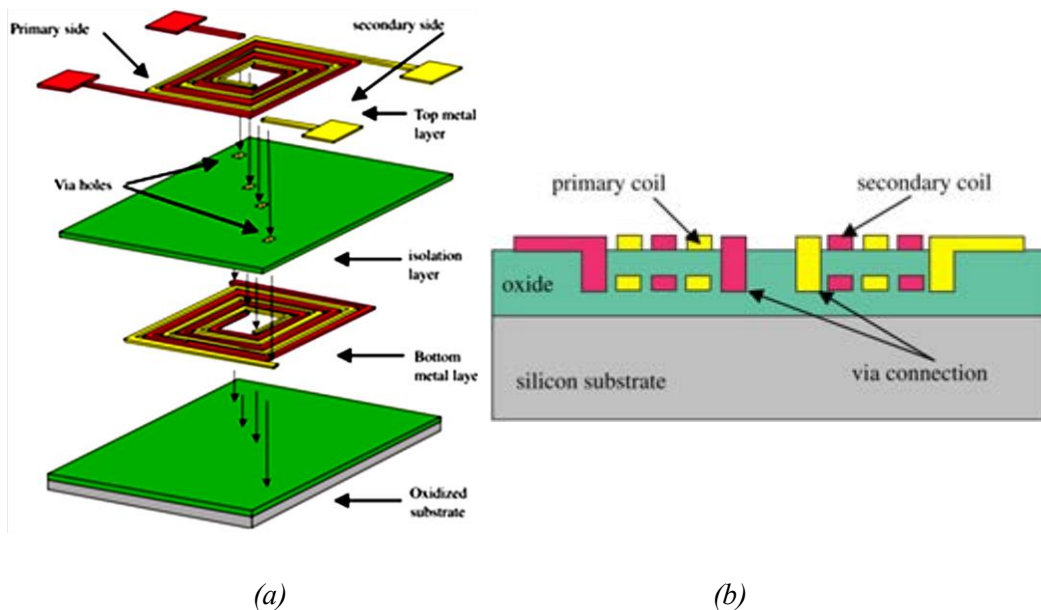 Primary side
secondary side
Top metal
layer
Via holes
isolation
layer
Bottom
metal laye
Oxidized
substrate
primary coil
secondary coil
oxide
silicon substrate
via connection
(a)
(b)